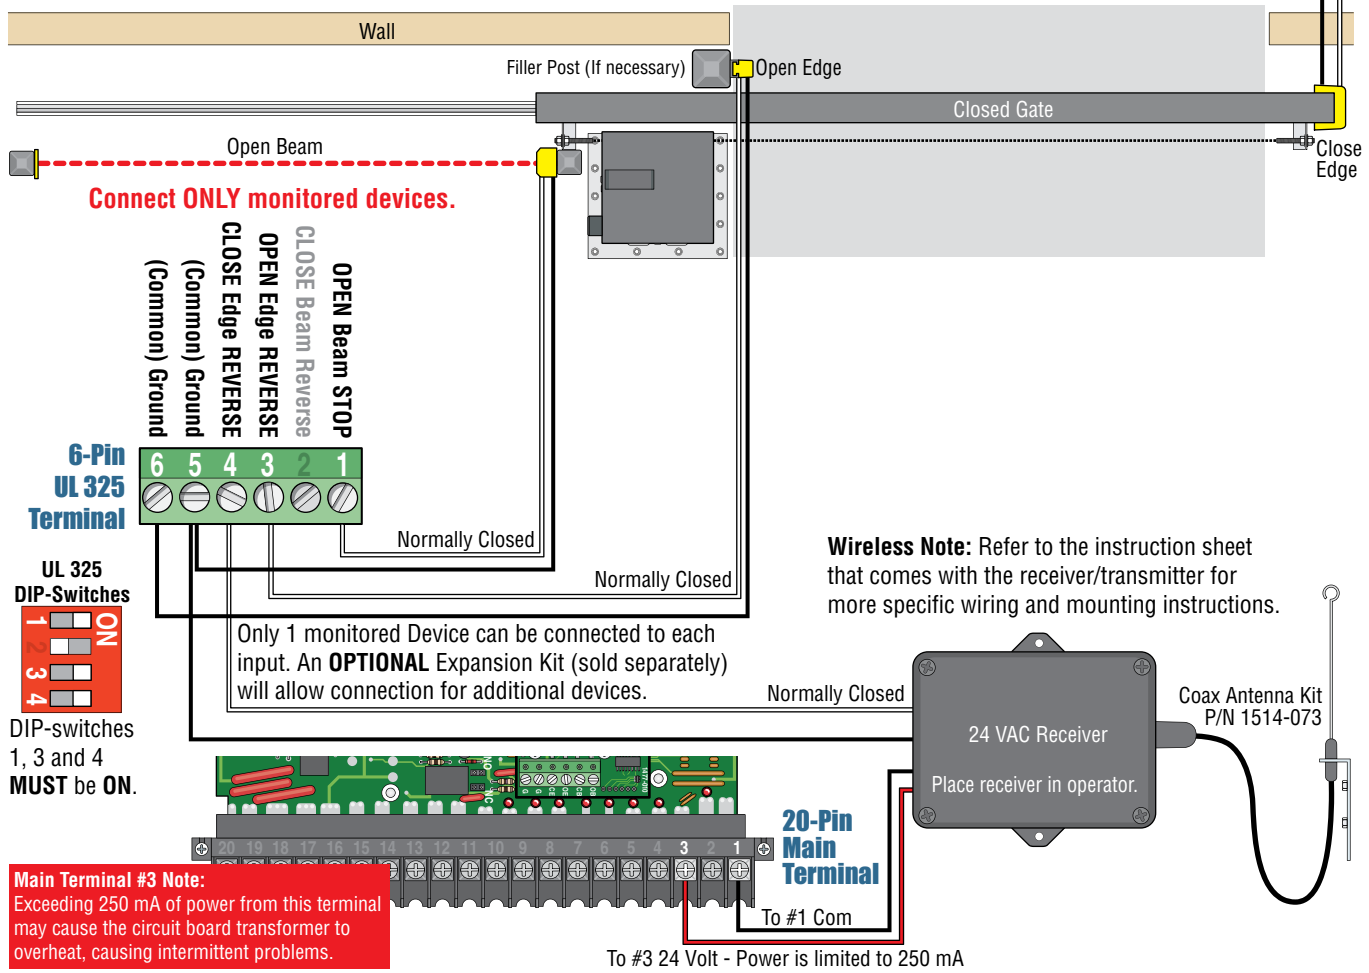 Wall
Filler Post (If necessary)
Open Edge
Closed Gate
Open Beam
Close
Edge
Connect ONLY monitored devices.
(Common) Ground
(Common) Ground
CLOSE Edge REVERSE
OPEN Edge REVERSE
CLOSE Beam Reverse
OPEN Beam STOP
6-Pin
UL 325
Terminal
6 5 4 3 2 1
Normally Closed
Normally Closed
UL 325
DIP-Switches
ON
1
2
3
4
DIP-switches
1, 3 and 4
MUST be ON.
Only 1 monitored Device can be connected to each
input. An OPTIONAL Expansion Kit (sold separately)
will allow connection for additional devices.
Wireless Note: Refer to the instruction sheet
that comes with the receiver/transmitter for
more specific wiring and mounting instructions.
Normally Closed
24 VAC Receiver
Place receiver in operator.
Coax Antenna Kit
P/N 1514-073
NO
NC
G G CE OE CB OB
20-Pin
Main
Terminal
20 19 18 17 16 15 14 13 12 11 10 9 8 7 6 5 4 3 2 1
Main Terminal #3 Note:
Exceeding 250 mA of power from this terminal
may cause the circuit board transformer to
overheat, causing intermittent problems.
To #1 Com
To #3 24 Volt - Power is limited to 250 mA